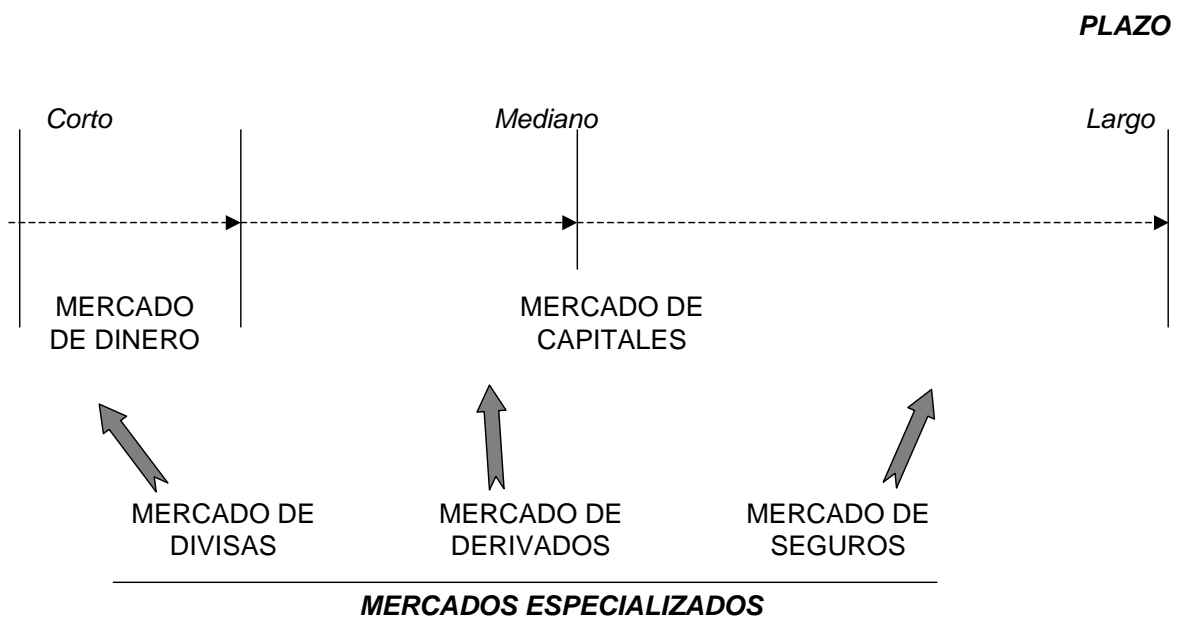 PLAZO
Corto
Mediano
Largo
MERCADO
DE DINERO
MERCADO DE
CAPITALES
MERCADO DE
DIVISAS
MERCADO DE
DERIVADOS
MERCADO DE
SEGUROS
MERCADOS ESPECIALIZADOS